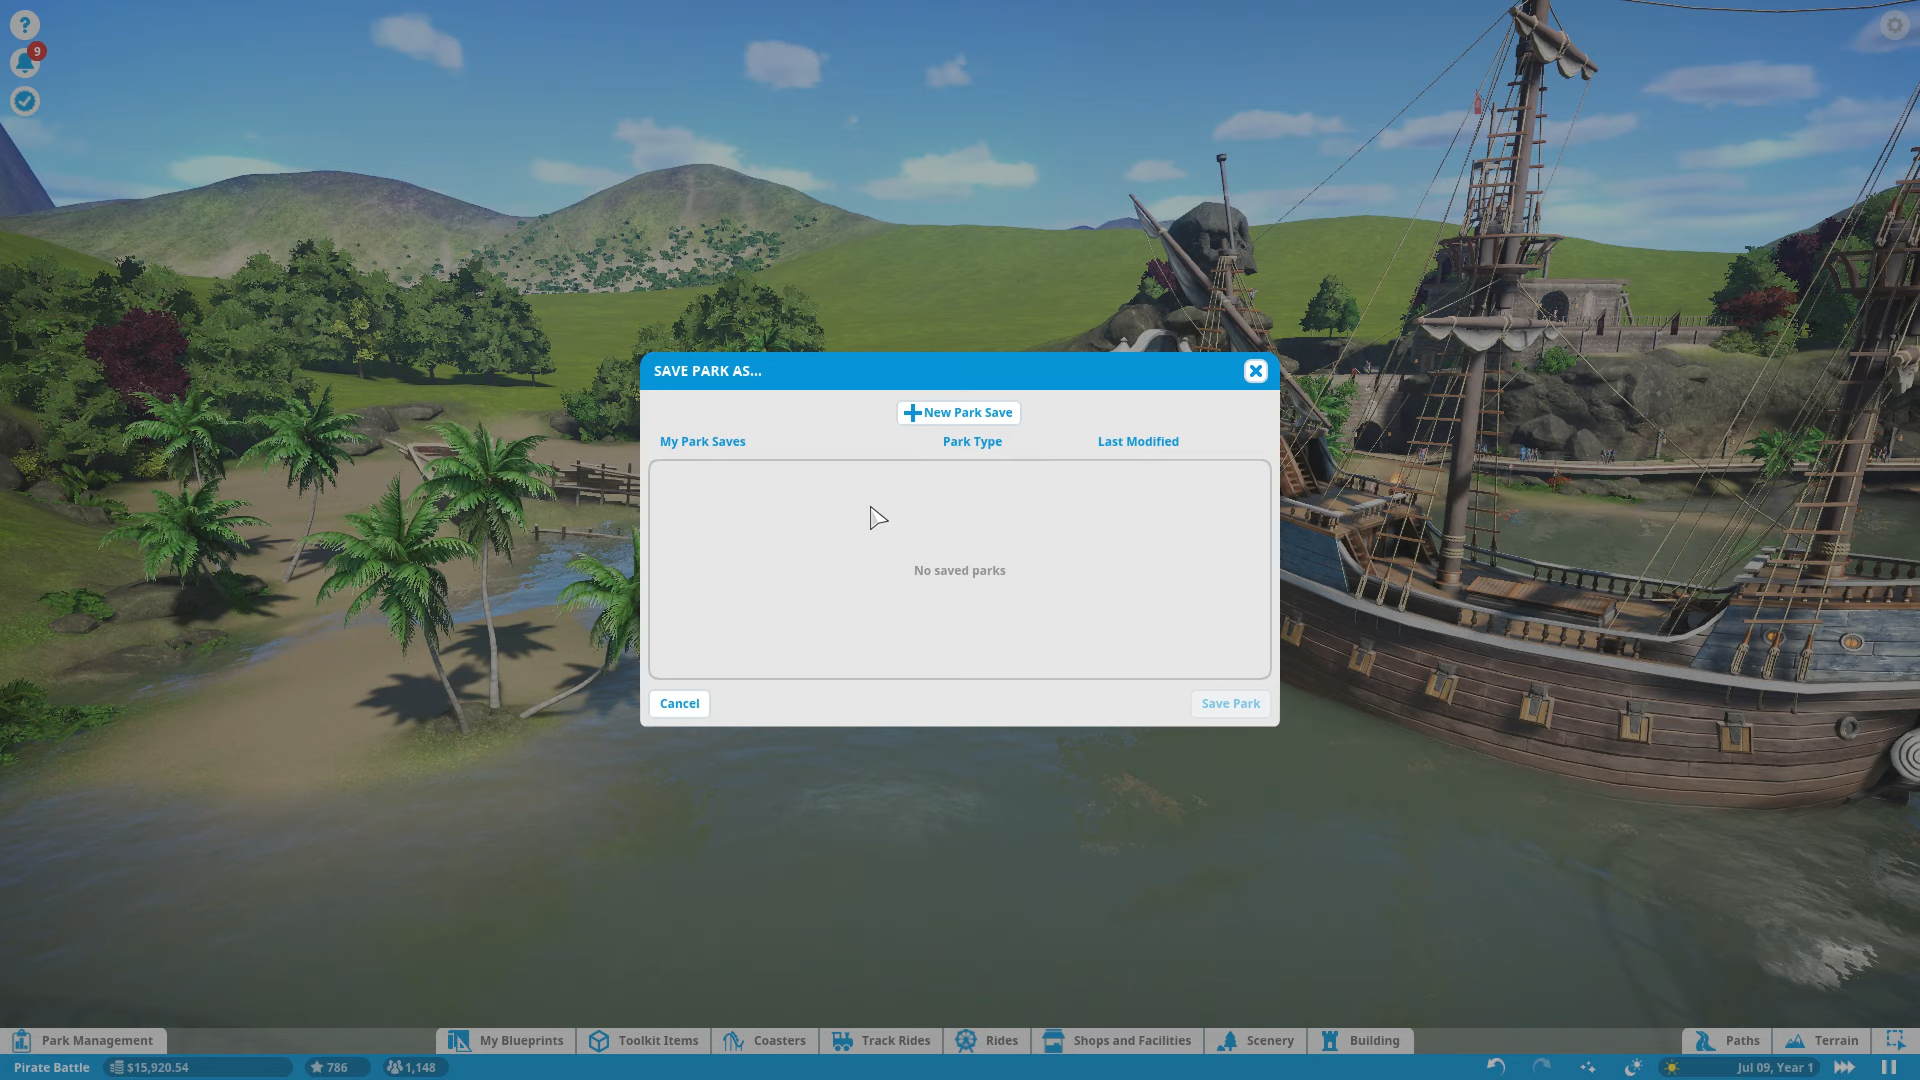 ?
9
SAVE PARK AS...
New Park Save
My Park Saves
Park Type
Last Modified
No saved parks
Cancel
Save Park
Park Management
My Blueprints
Toolkit Items
Coasters
Track Rides
Rides
Shops and Facilities
Scenery
Building
Paths
Terrain
Pirate Battle
$15,920.54
786
1,148
Jul 09, Year 1